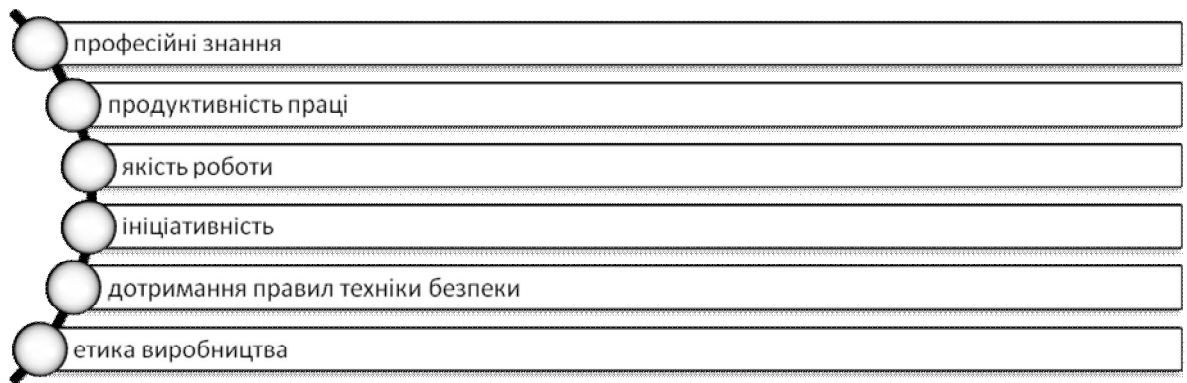 професійні знання
продуктивність праці
якість роботи
ініціативність
дотримання правил техніки безпеки
етика виробництва